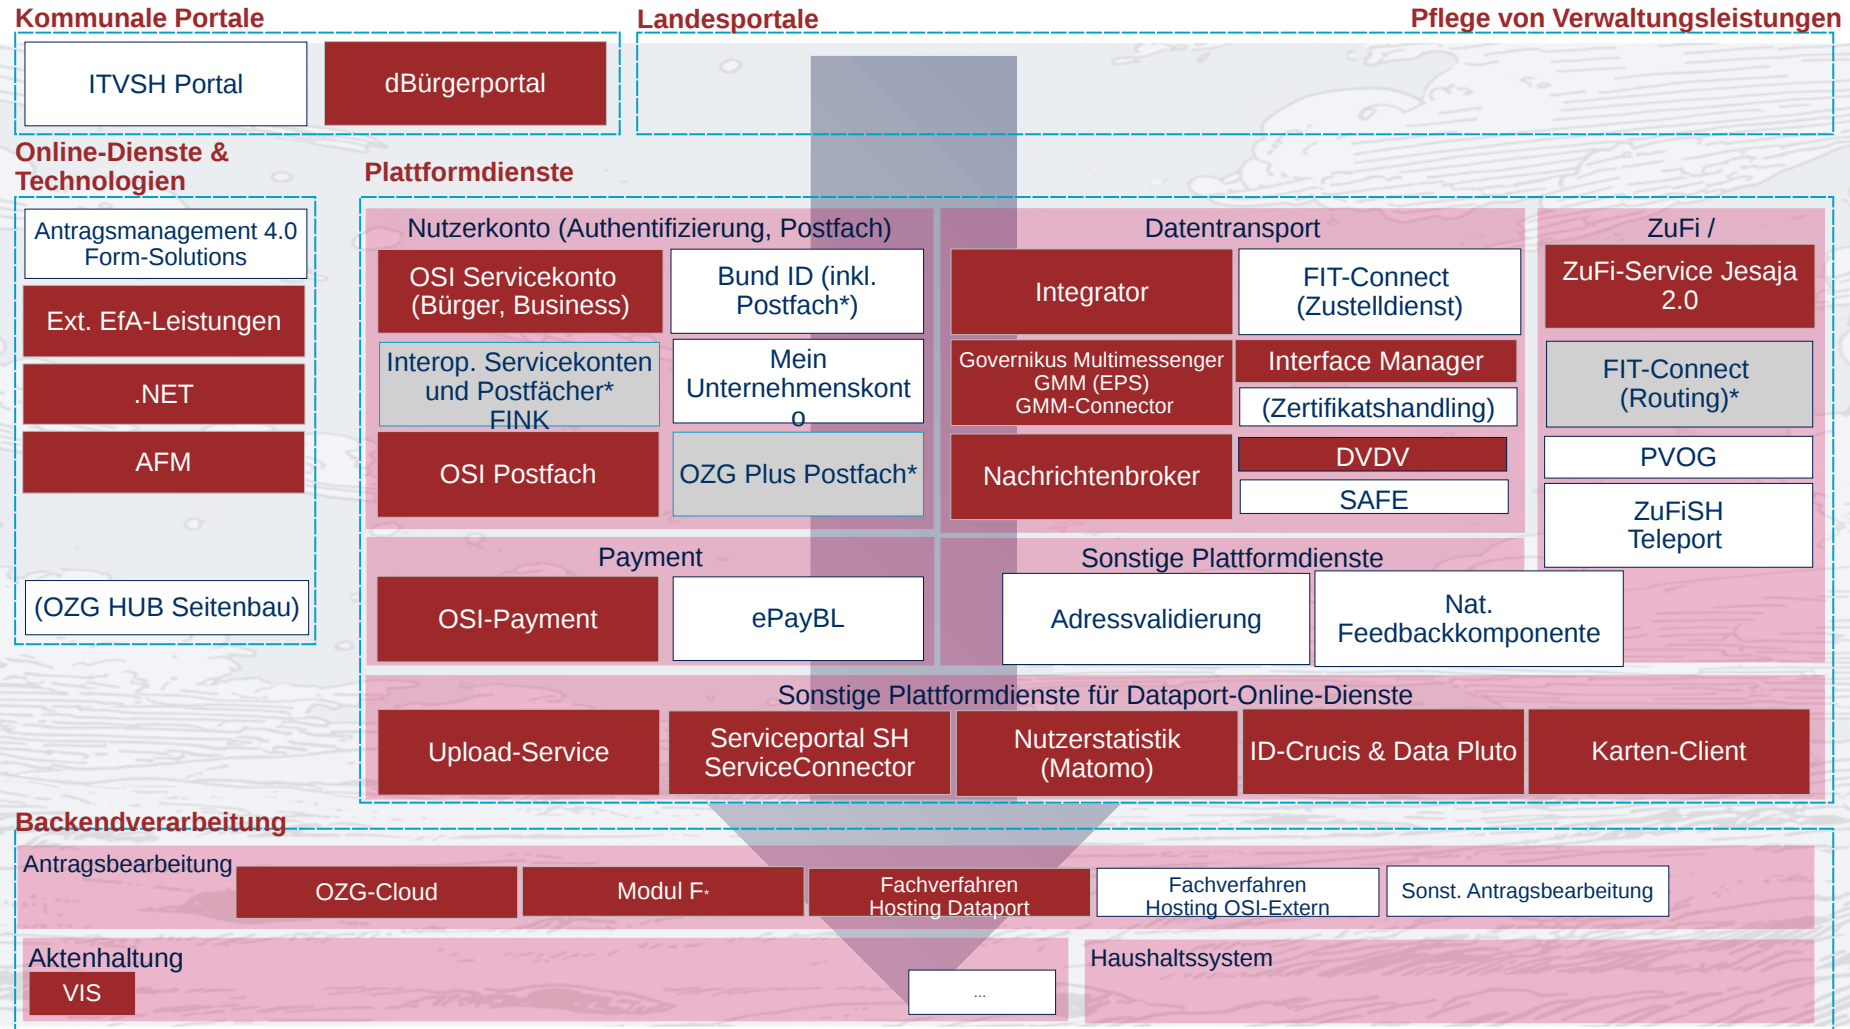 Kommunale Portale
Landesportale
Pflege von Verwaltungsleistungen
ITVSH Portal
dBürgerportal
Online-Dienste &
Technologien
Antragsmanagement 4.0
Form-Solutions
Ext. EfA-Leistungen
.NET
AFM
(OZG HUB Seitenbau)
Plattformdienste
Nutzerkonto (Authentifizierung, Postfach)
OSI Servicekonto
(Bürger, Business)
Bund ID (inkl.
Postfach*)
Interop. Servicekonten
und Postfächer*
FINK
Mein
Unternehmenskont
o
OSI Postfach
OZG Plus Postfach*
Datentransport
Integrator
FIT-Connect
(Zustelldienst)
Governikus Multimessenger
GMM (EPS)
GMM-Connector
Interface Manager
(Zertifikatshandling)
Nachrichtenbroker
DVDV
SAFE
ZuFi /
ZuFi-Service Jesaja
2.0
FIT-Connect
(Routing)*
PVOG
ZuFiSH
Teleport
Payment
OSI-Payment
ePayBL
Sonstige Plattformdienste
Adressvalidierung
Nat.
Feedbackkomponente
Sonstige Plattformdienste für Dataport-Online-Dienste
Upload-Service
Serviceportal SH
ServiceConnector
Nutzerstatistik
(Matomo)
ID-Crucis & Data Pluto
Karten-Client
Backendverarbeitung
Antragsbearbeitung
OZG-Cloud
Modul F*
Fachverfahren
Hosting Dataport
Fachverfahren
Hosting OSI-Extern
Sonst. Antragsbearbeitung
Aktenhaltung
VIS
...
Haushaltssystem